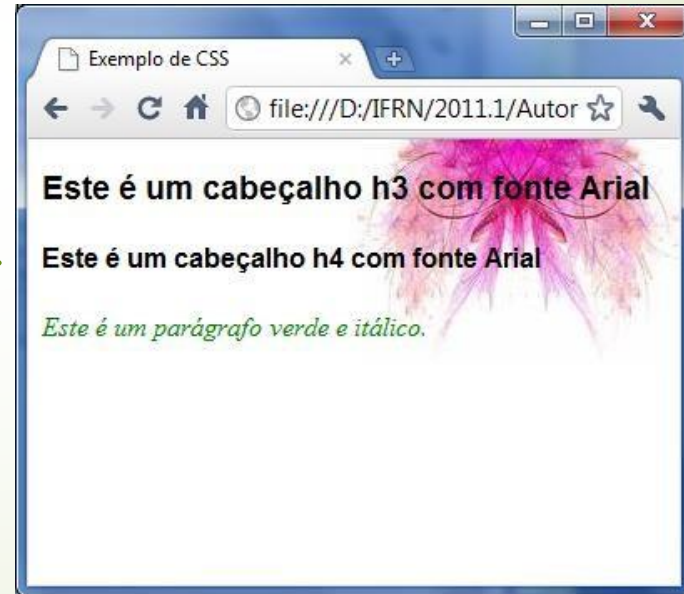 Exemplo de CSS
file:///D:/IFRN/2011.1/Autor
Este é um cabeçalho h3 com fonte Arial
Este é um cabeçalho h4 com fonte Arial
Este é um parágrafo verde e itálico.